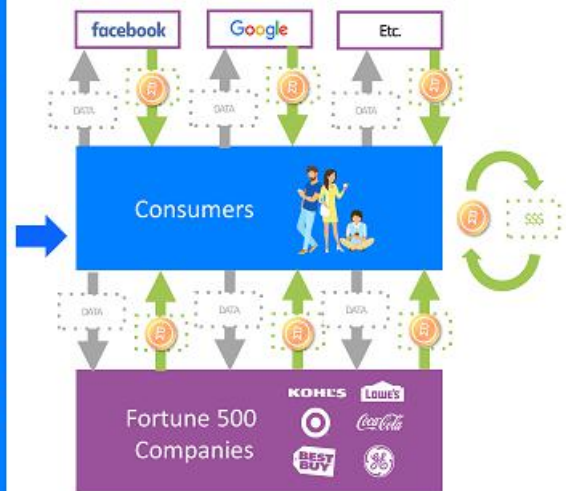 facebook
Google
Etc.
DATA
DATA
DATA
Consumers
$$$
DATA
DATA
DATA
Fortune 500
Companies
KOHL'S
LOWE'S
Coca-Cola
BEST
BUY